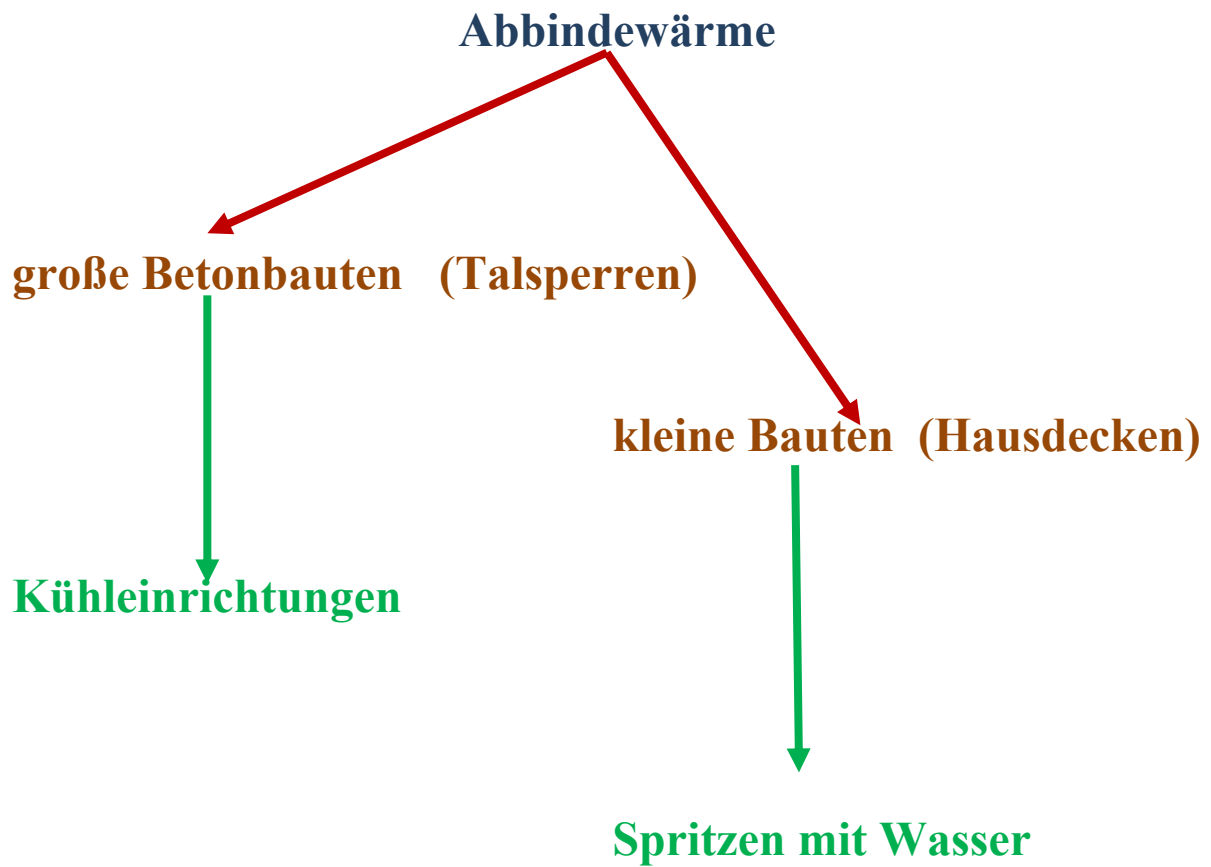 Abbindewärme
große Betonbauten (Talsperren)
kleine Bauten (Hausdecken)
Kühleinrichtungen
Spritzen mit Wasser